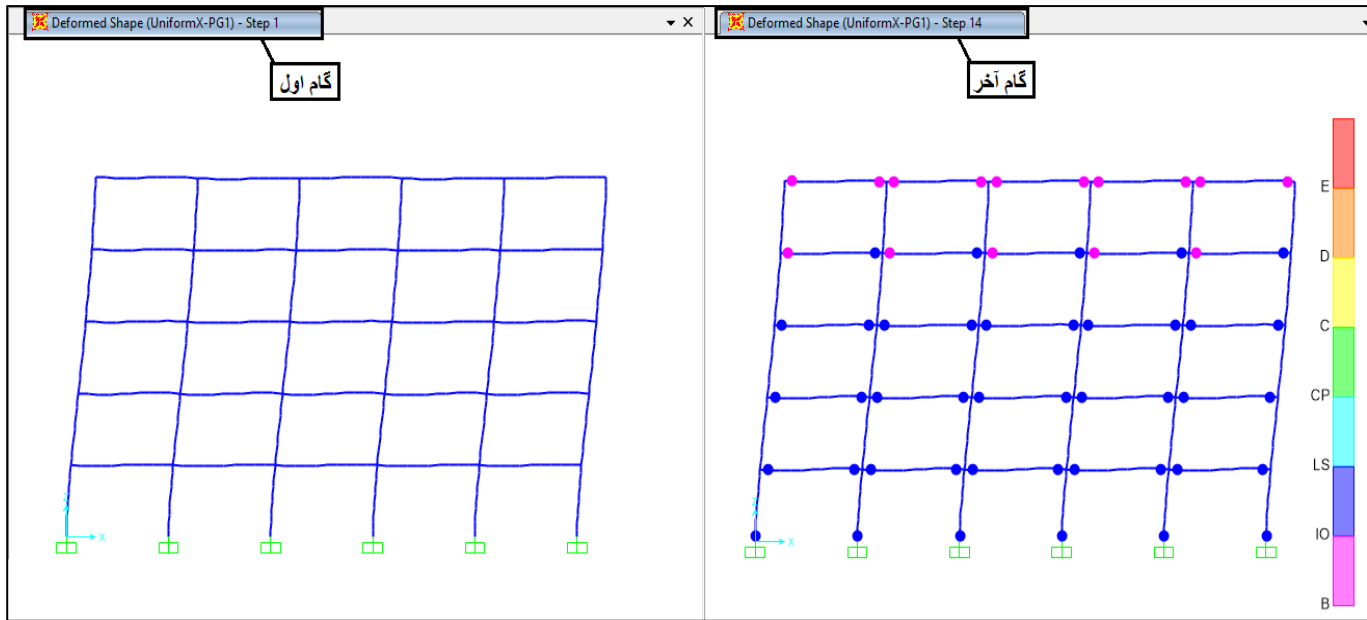 Deformed Shape (UniformX-PG1) - Step 1
گام اول
Z
X
Deformed Shape (UniformX-PG1) - Step 14
گام آخر
E
D
C
CP
LS
IO
B
Z
X